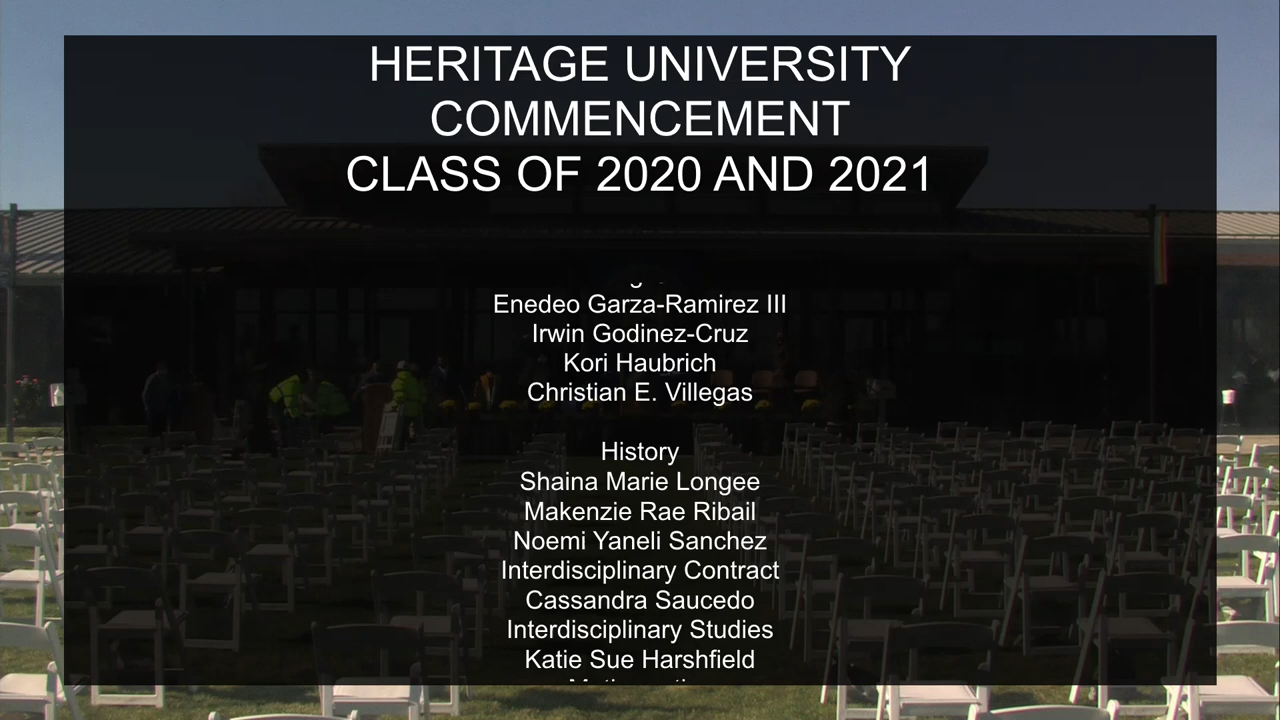 HERITAGE UNIVERSITY
COMMENCEMENT
CLASS OF 2020 AND 2021
Enedeo Garza-Ramirez III
Irwin Godinez-Cruz
Kori Haubrich
Christian E. Villegas
History
Shaina Marie Longee
Makenzie Rae Ribail
Noemi Yaneli Sanchez
Interdisciplinary Contract
Cassandra Saucedo
Interdisciplinary Studies
Katie Sue Harshfield